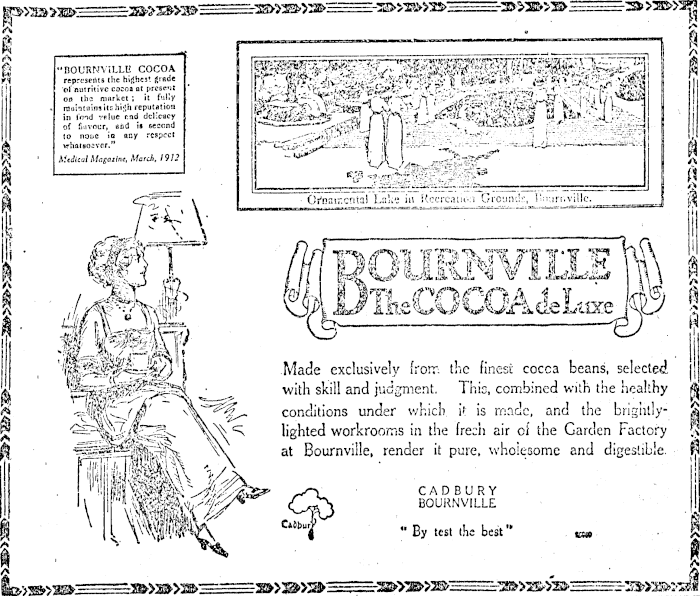 "BOURNVILLE COCOA
represents the highest grade
of nutritive cocoa at present
on the market; it fully
maintains its high reputation
in food value and delicacy
of flavour, and is second
to none in any respect
whatsoever."
Medical Magazine, March, 1912
Ornamental Lake in Recreation Grounds, Bournville.
BOURNVILLE
The COCOA de Luxe
Made exclusively from the finest cocoa beans, selected
with skill and judgment. This, combined with the healthy
conditions under which it is made, and the brightly-
lighted workrooms in the fresh air of the Garden Factory
at Bournville, render it pure, wholesome and digestible.
Cadbury
CADBURY
BOURNVILLE
"By test the best"